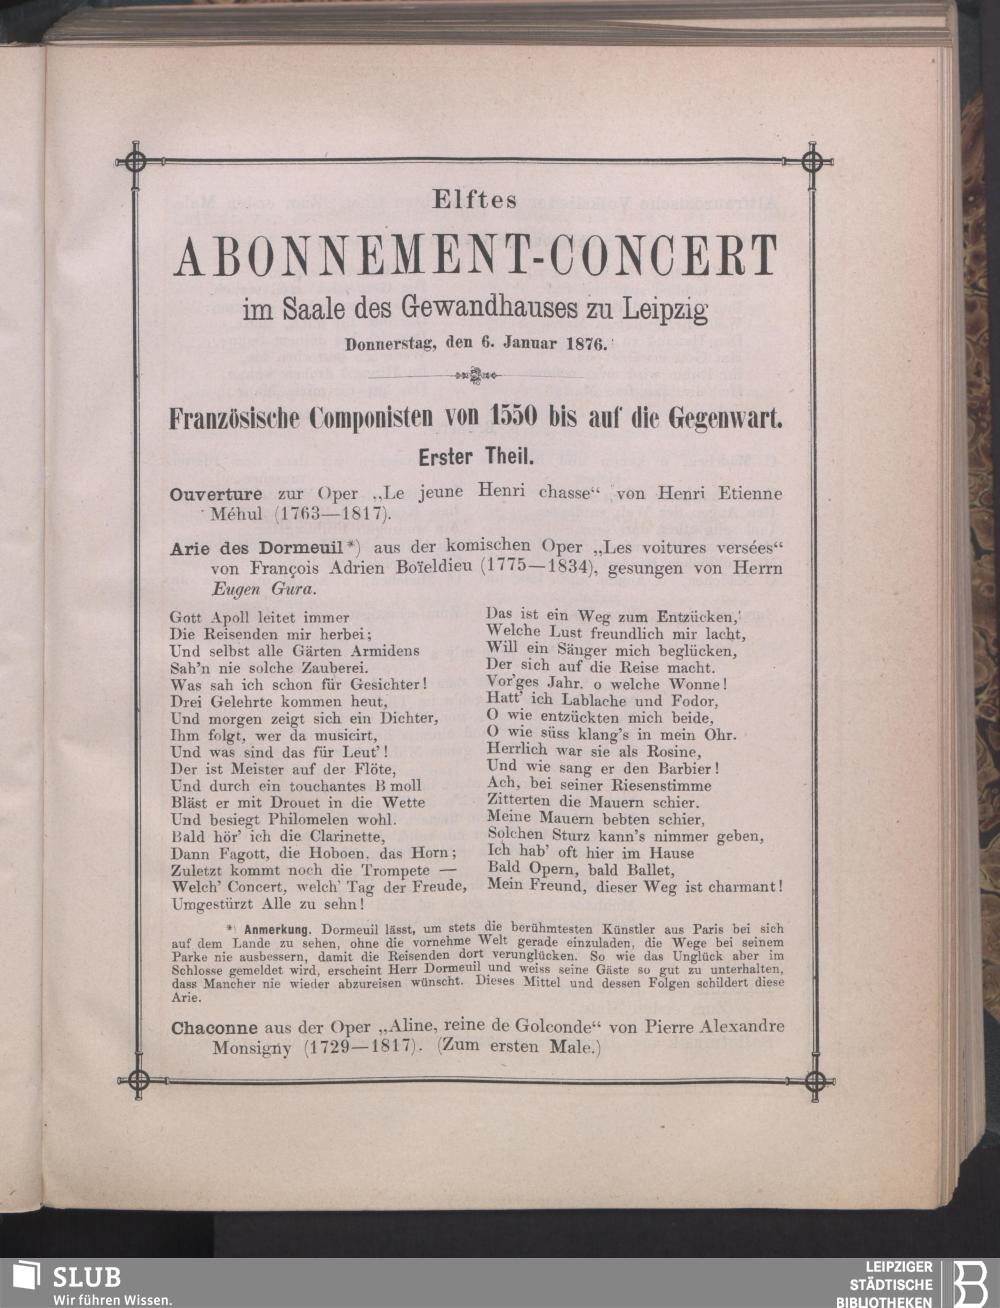 Elftes
ABONNEMENT-CONCERT
im Saale des Gewandhauses zu Leipzig
Donnerstag, den 6. Januar 1876.
Französische Componisten von 1550 bis auf die Gegenwart.
Erster Theil.
Ouverture zur Oper „Le jeune Henri chasse“ von Henri Etienne
Méhul (1763—1817).
Arie des Dormeuil*) aus der komischen Oper „Les voitures versées“
von François Adrien Boïeldieu (1775—1834), gesungen von Herrn
Eugen Gura.
Gott Apoll leitet immer
Die Reisenden mir herbei;
Und selbst alle Gärten Armidens
Sah'n nie solche Zauberei.
Was sah ich schon für Gesichter!
Drei Gelehrte kommen heut,
Und morgen zeigt sich ein Dichter,
Ihm folgt, wer da musicirt,
Und was sind das für Leut'!
Der ist Meister auf der Flöte,
Und durch ein touchantes B moll
Bläst er mit Drouet in die Wette
Und besiegt Philomelen wohl.
Bald hör' ich die Clarinette,
Dann Fagott, die Hoboen, das Horn;
Zuletzt kommt noch die Trompete —
Welch' Concert, welch' Tag der Freude,
Umgestürzt Alle zu sehn!
Das ist ein Weg zum Entzücken,
Welche Lust freundlich mir lacht,
Will ein Sänger mich beglücken,
Der sich auf die Reise macht.
Vor'ges Jahr, o welche Wonne!
Hatt' ich Lablache und Fodor,
O wie entzückten mich beide,
O wie süss klang's in mein Ohr.
Herrlich war sie als Rosine,
Und wie sang er den Barbier!
Ach, bei seiner Riesenstimme
Zitterten die Mauern schier.
Meine Mauern bebten schier,
Solchen Sturz kann's nimmer geben,
Ich hab' oft hier im Hause
Bald Opern, bald Ballet,
Mein Freund, dieser Weg ist charmant!
*) Anmerkung. Dormeuil lässt, um stets die berühmtesten Künstler aus Paris bei sich
auf dem Lande zu sehen, ohne die vornehme Welt gerade einzuladen, die Wege bei seinem
Parke nie ausbessern, damit die Reisenden dort verunglücken. So wie das Unglück aber im
Schlosse gemeldet wird, erscheint Herr Dormeuil und weiss seine Gäste so gut zu unterhalten,
dass Mancher nie wieder abzureisen wünscht. Dieses Mittel und dessen Folgen schildert diese
Arie.
Chaconne aus der Oper „Aline, reine de Golconde“ von Pierre Alexandre
Monsigny (1729—1817). (Zum ersten Male.)
SLUB
Wir führen Wissen.
LEIPZIGER
STÄDTISCHE
BIBLIOTHEKEN